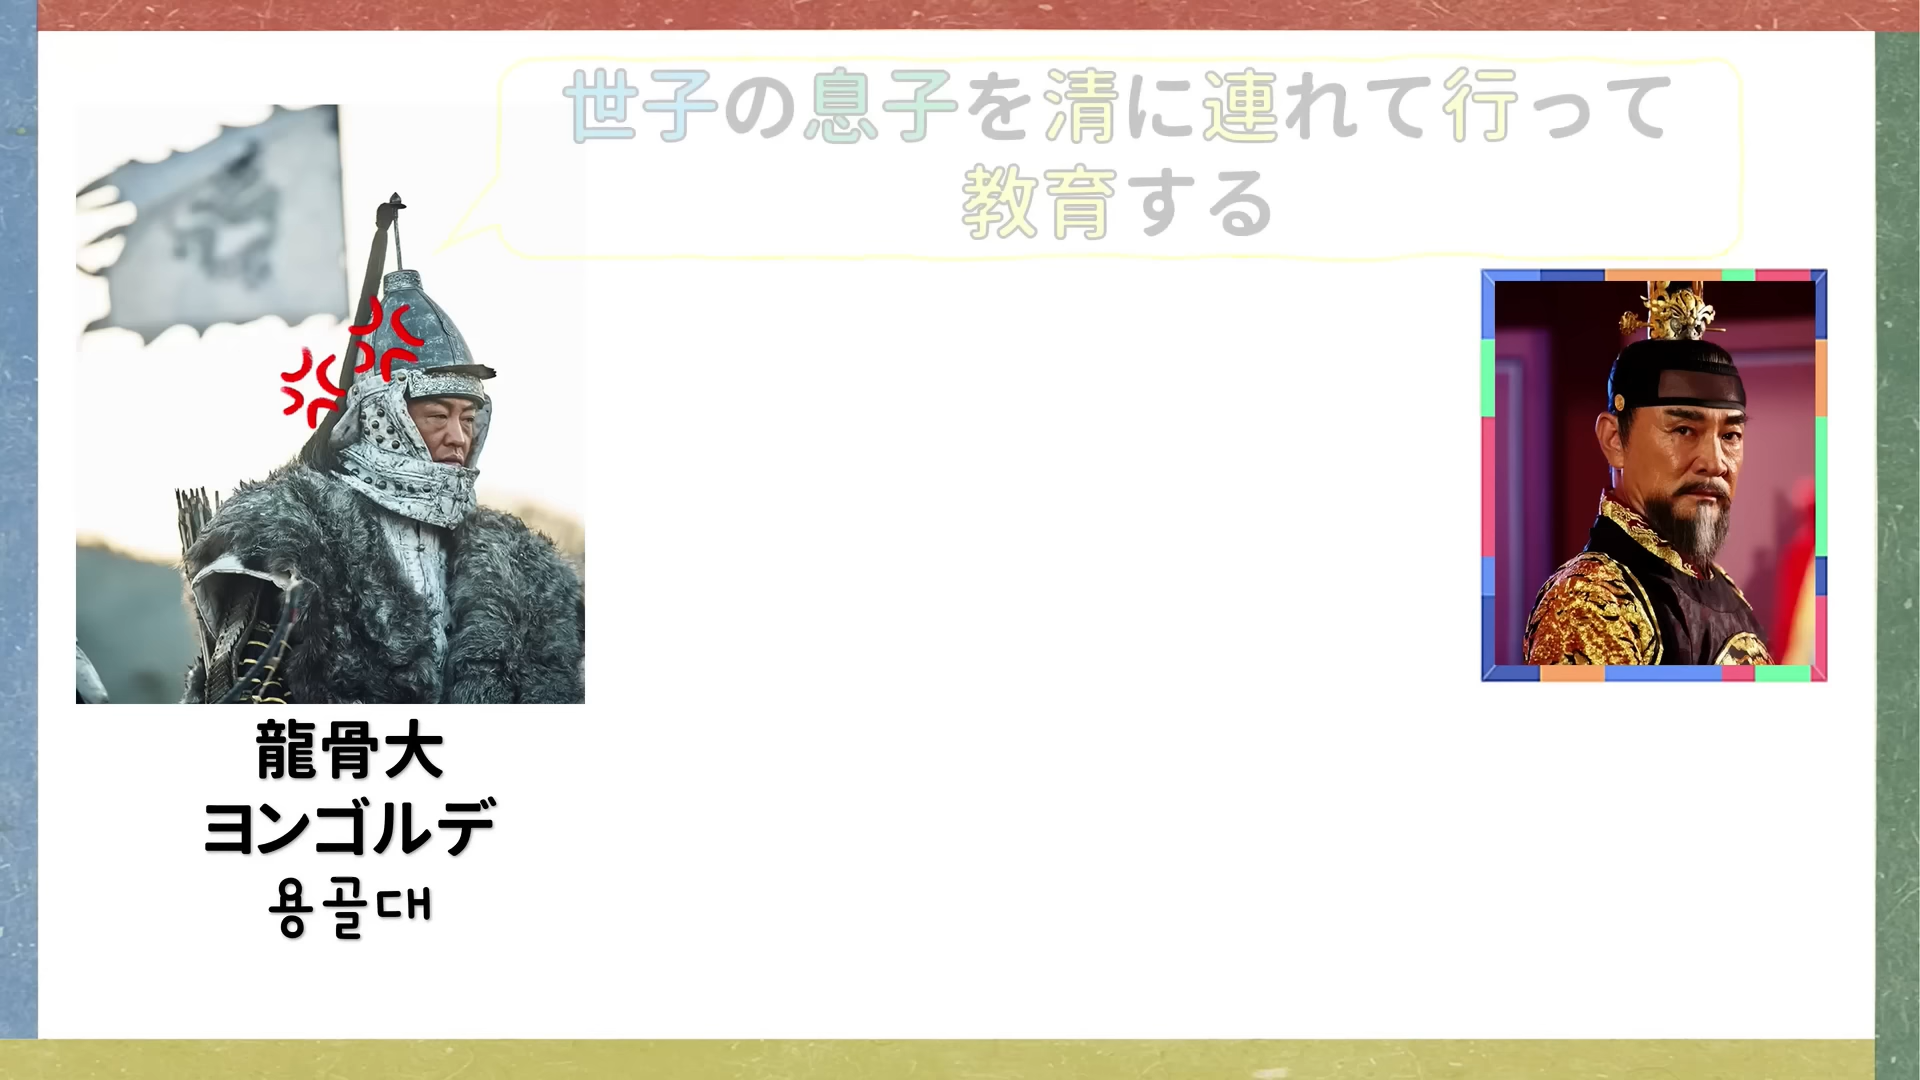 世子の息子を清に連れて行って
教育する
龍骨大
ヨンゴルデ
용골대